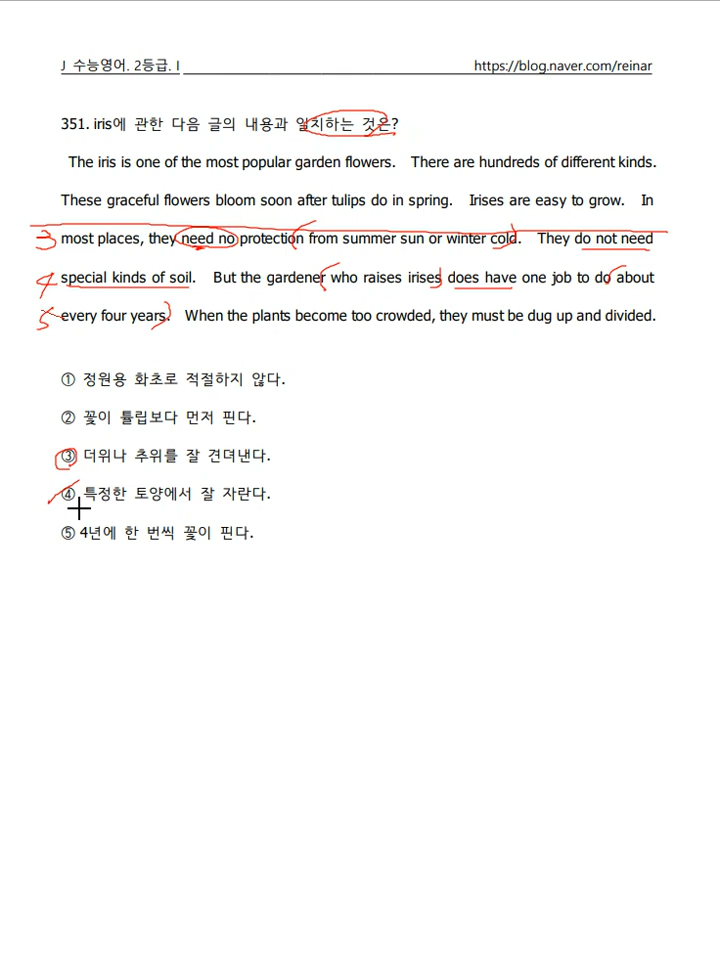 J 수능영어. 2등급. I https://blog.naver.com/reinar
351. iris에 관한 다음 글의 내용과 일치하는 것은?
The iris is one of the most popular garden flowers. There are hundreds of different kinds.
These graceful flowers bloom soon after tulips do in spring. Irises are easy to grow. In
3 most places, they need no protection from summer sun or winter cold. They do not need
4 special kinds of soil. But the gardener who raises irises does have one job to do about
5 every four years. When the plants become too crowded, they must be dug up and divided.
① 정원용 화초로 적절하지 않다.
② 꽃이 튤립보다 먼저 핀다.
③ 더위나 추위를 잘 견뎌낸다.
④ 특정한 토양에서 잘 자란다.
⑤ 4년에 한 번씩 꽃이 핀다.